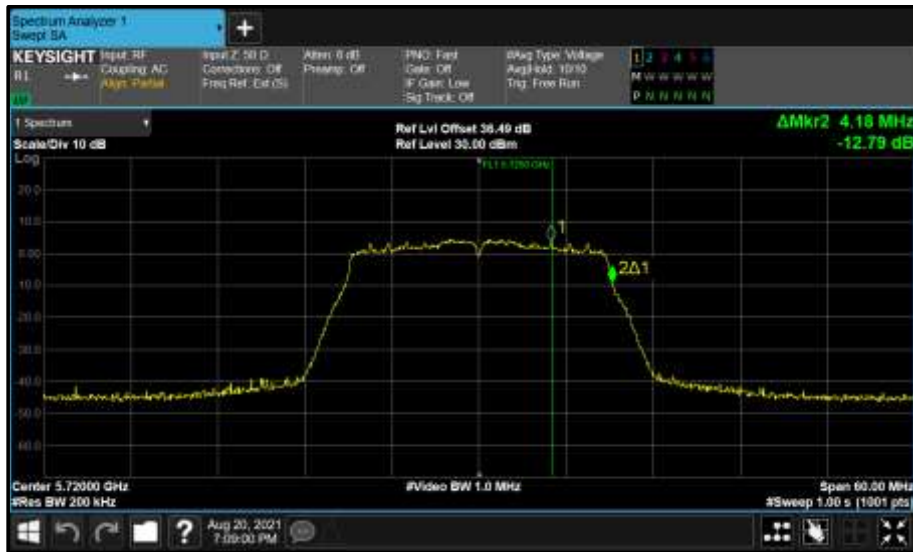 Spectrum Analyzer 1
Swept SA
+
KEYSIGHT Input: RF
Coupling: AC
Align: Partial
Input Z: 50 Ω
Corrections: Off
Freq Ref: Ext (S)
Atten: 6 dB
Preamp: Off
PNO: Fast
Gate: Off
IF Gain: Low
Sig Track: Off
#Avg Type: Voltage
Avg|Hold: 10/10
Trig: Free Run
1 2 3 4 5 6
M W W W W W
P N N N N N
1 Spectrum
Scale/Div 10 dB
Ref Lvl Offset 36.49 dB
Ref Level 30.00 dBm
ΔMkr2 4.18 MHz
-12.79 dB
Log
20.0
10.0
0.00
-10.0
-20.0
-30.0
-40.0
-50.0
-60.0
1
2Δ1
Center 5.72000 GHz
#Res BW 200 kHz
#Video BW 1.0 MHz
Span 60.00 MHz
#Sweep 1.00 s (1001 pts)
?
Aug 20, 2021
7:09:00 PM